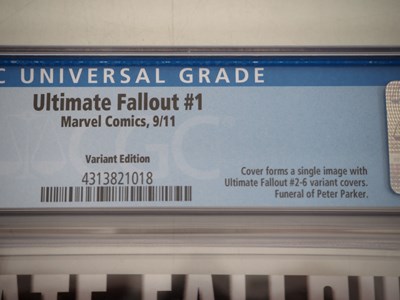 C UNIVERSAL GRADE
Ultimate Fallout #1
Marvel Comics, 9/11
Variant Edition
4313821018
Cover forms a single image with
Ultimate Fallout #2-6 variant covers.
Funeral of Peter Parker.
CGC